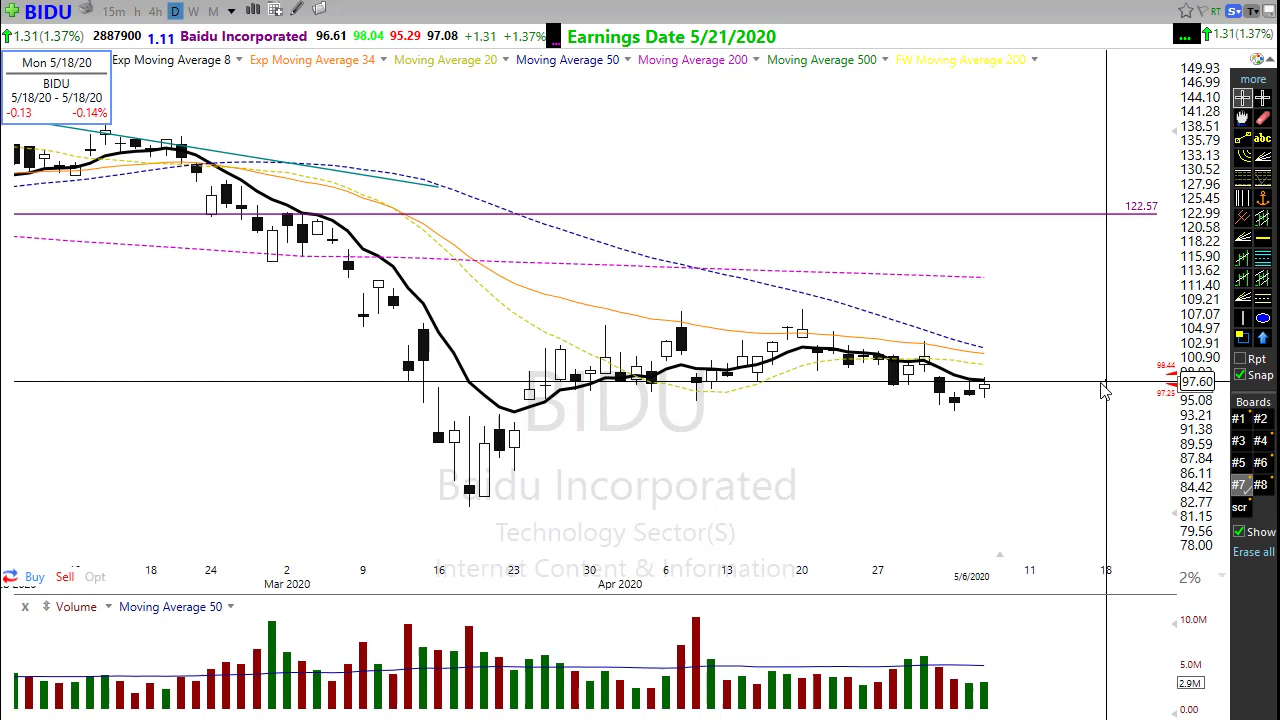 BIDU 15m h 4h D W M RT S T
1.31(1.37%) 2887900 1.11 Baidu Incorporated 96.61 98.04 95.29 97.08 +1.31 +1.37% ... Earnings Date 5/21/2020 ... 1.31(1.37%)
Mon 5/18/20
BIDU
5/18/20 - 5/18/20
-0.13 -0.14%
Exp Moving Average 8 Exp Moving Average 34 Moving Average 20 Moving Average 50 Moving Average 200 Moving Average 500 FW Moving Average 200
149.93
146.99
144.10
141.28
138.51
135.79
133.13
130.52
127.96
125.45
122.57
122.99
120.58
118.22
115.90
113.62
111.40
109.21
107.07
104.97
102.91
100.90
98.44
97.60
97.25
95.08
93.21
91.38
89.59
87.84
86.11
84.42
82.77
81.15
79.56
78.00
BIDU
Baidu Incorporated
Technology Sector(S)
Internet Content & Information
18 24 2 9 16 23 30 6 13 20 27 5/6/2020 11 18
Mar 2020 Apr 2020
Buy Sell Opt
2%
x Volume Moving Average 50
10.0M
5.0M
2.9M
0.00
more
abc
Rpt
Snap
Boards
#1 #2
#3 #4
#5 #6
#7 #8
scr
Show
Erase all